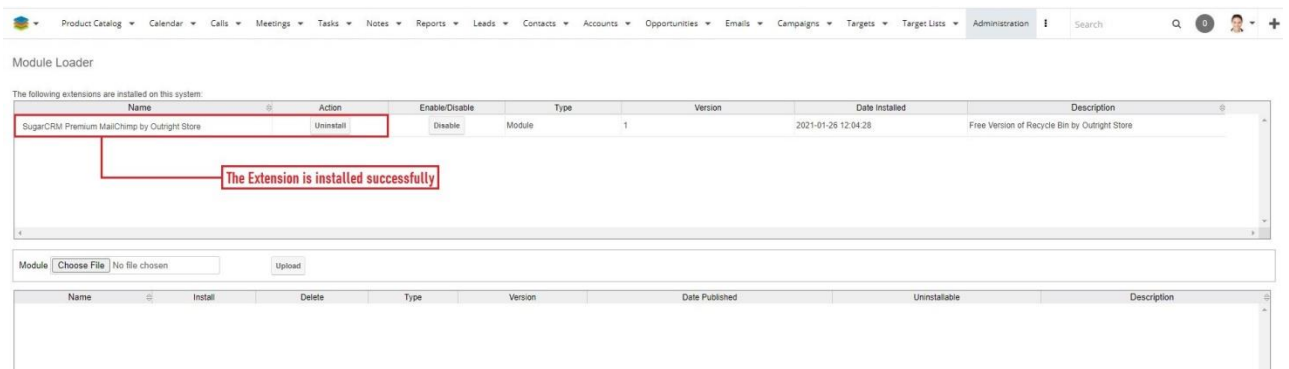 Product Catalog Calendar Calls Meetings Tasks Notes Reports Leads Contacts Accounts Opportunities Emails Campaigns Targets Target Lists Administration Search 0
Module Loader
The following extensions are installed on this system:
Name Action Enable/Disable Type Version Date Installed Description
SugarCRM Premium MailChimp by Outright Store Uninstall Disable Module 1 2021-01-26 12:04:28 Free Version of Recycle Bin by Outright Store
The Extension is installed successfully
Module Choose File No file chosen Upload
Name Install Delete Type Version Date Published Uninstallable Description